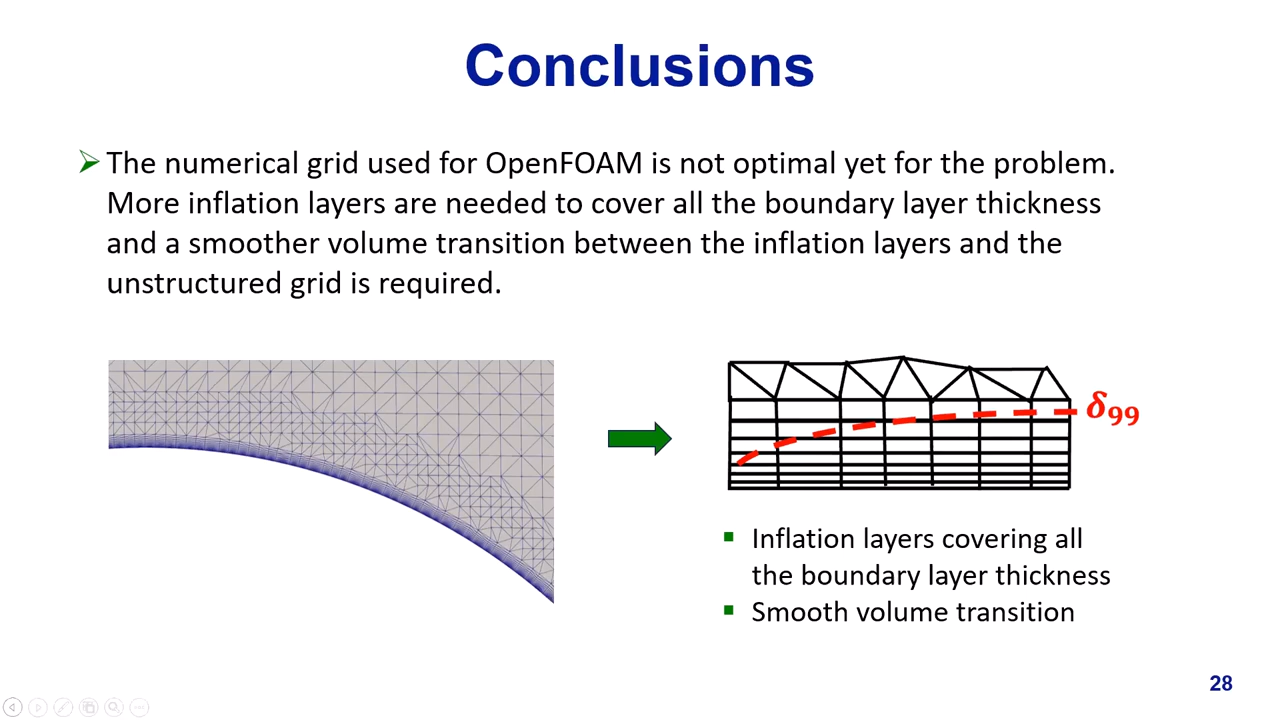 Conclusions
The numerical grid used for OpenFOAM is not optimal yet for the problem.
More inflation layers are needed to cover all the boundary layer thickness
and a smoother volume transition between the inflation layers and the
unstructured grid is required.
δ99
Inflation layers covering all
the boundary layer thickness
Smooth volume transition
28